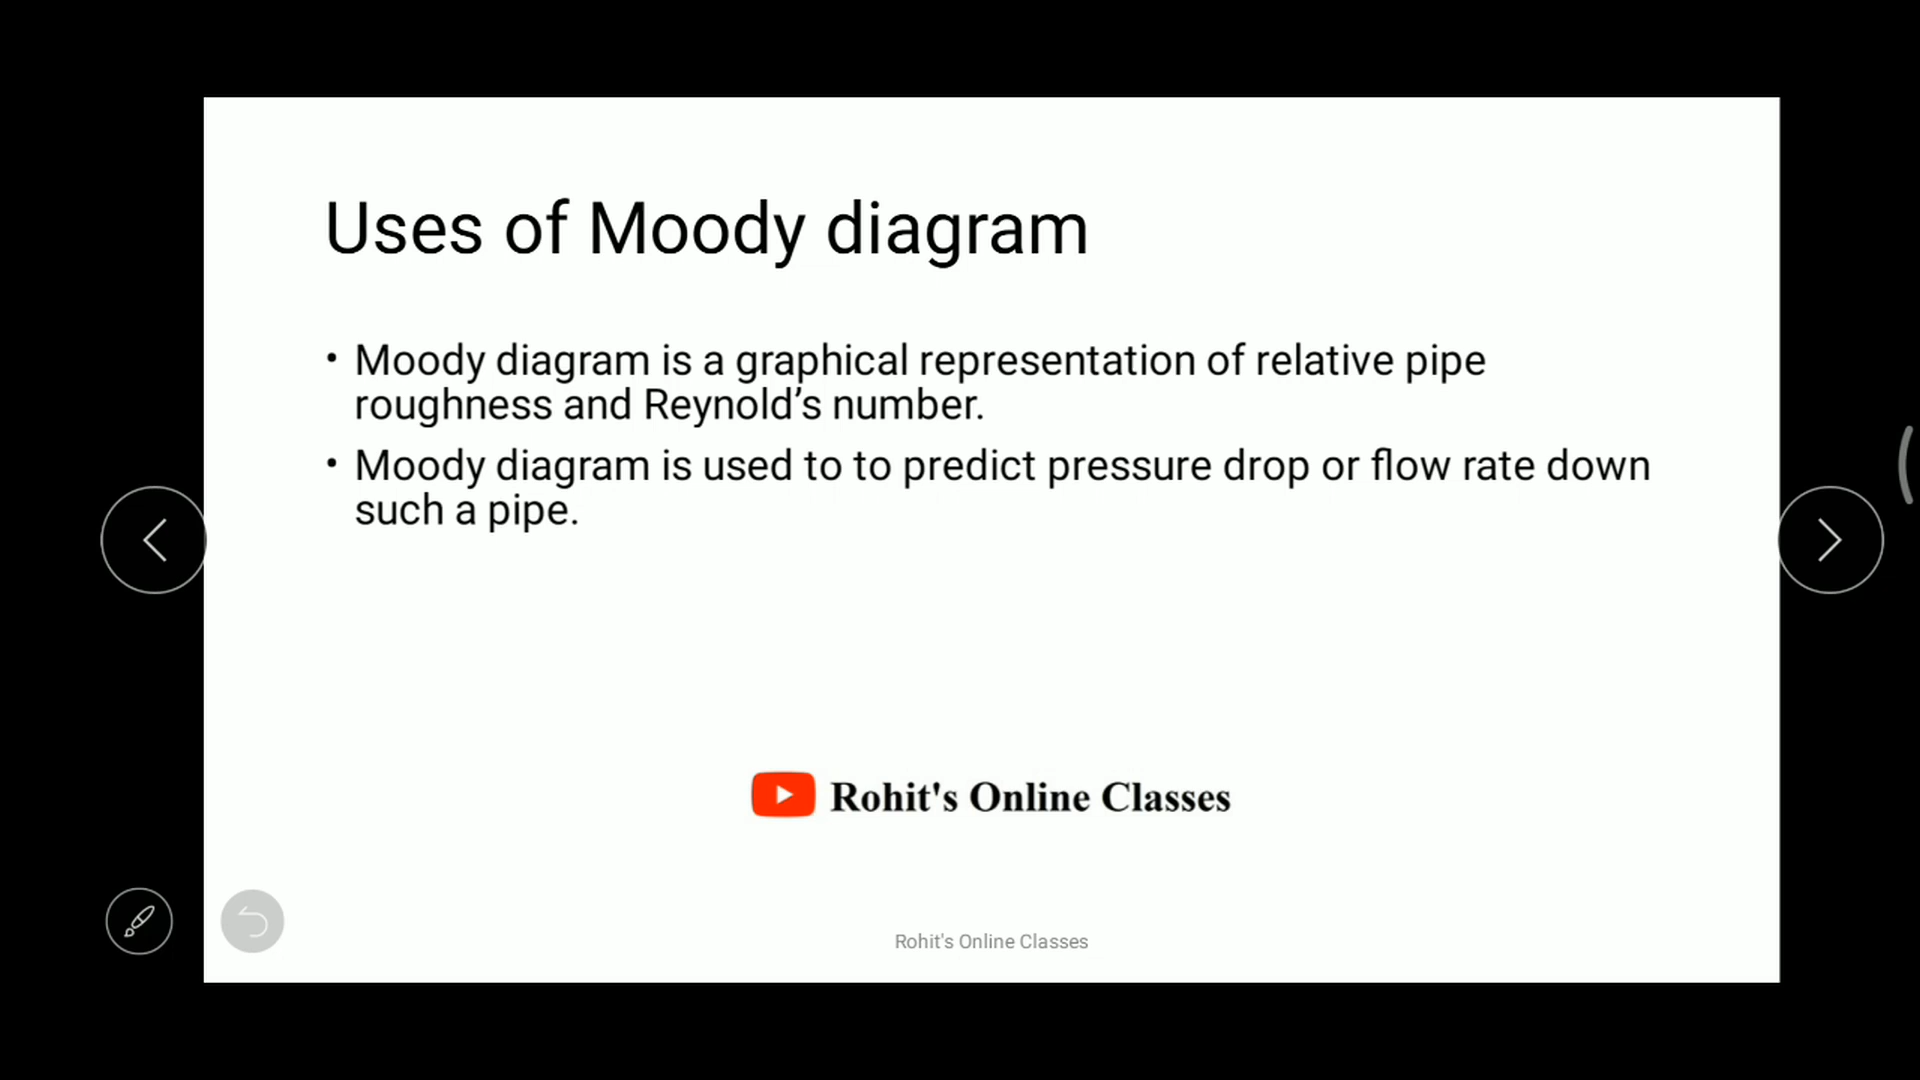 Uses of Moody diagram
• Moody diagram is a graphical representation of relative pipe
roughness and Reynold’s number.
• Moody diagram is used to to predict pressure drop or flow rate down
such a pipe.
Rohit's Online Classes
Rohit's Online Classes